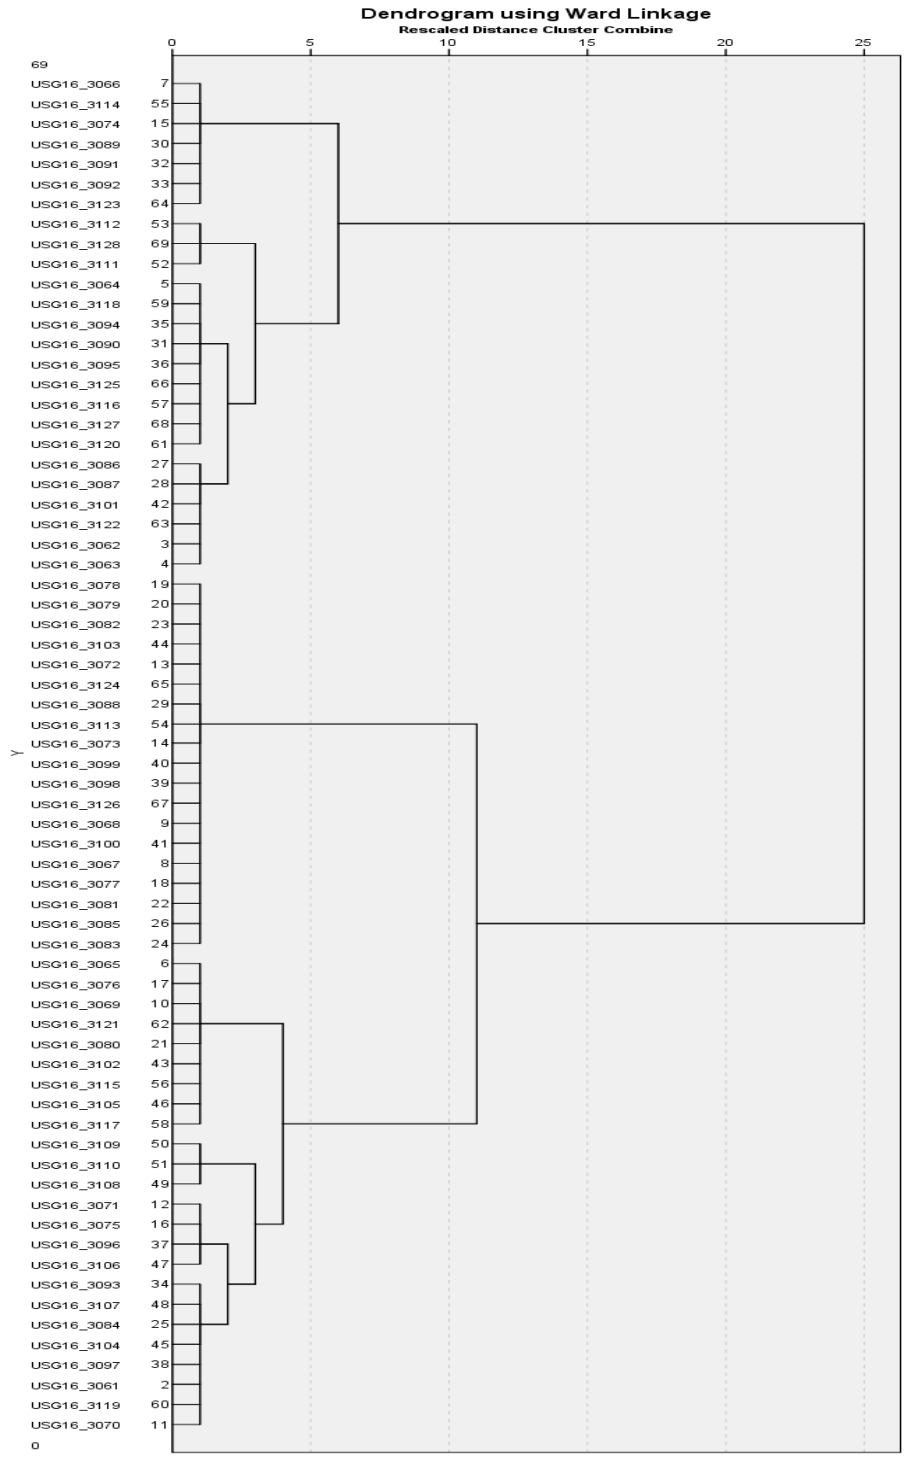 Dendrogram using Ward Linkage
Rescaled Distance Cluster Combine
0 5 10 15 20 25
69
USG16_3066 7
USG16_3114 55
USG16_3074 15
USG16_3089 30
USG16_3091 32
USG16_3092 33
USG16_3123 64
USG16_3112 53
USG16_3128 69
USG16_3111 52
USG16_3064 5
USG16_3118 59
USG16_3094 35
USG16_3090 31
USG16_3095 36
USG16_3125 66
USG16_3116 57
USG16_3127 68
USG16_3120 61
USG16_3086 27
USG16_3087 28
USG16_3101 42
USG16_3122 63
USG16_3062 3
USG16_3063 4
USG16_3078 19
USG16_3079 20
USG16_3082 23
USG16_3103 44
USG16_3072 13
USG16_3124 65
USG16_3088 29
USG16_3113 54
USG16_3073 14
Y
USG16_3099 40
USG16_3098 39
USG16_3126 67
USG16_3068 9
USG16_3100 41
USG16_3067 8
USG16_3077 18
USG16_3081 22
USG16_3085 26
USG16_3083 24
USG16_3065 6
USG16_3076 17
USG16_3069 10
USG16_3121 62
USG16_3080 21
USG16_3102 43
USG16_3115 56
USG16_3105 46
USG16_3117 58
USG16_3109 50
USG16_3110 51
USG16_3108 49
USG16_3071 12
USG16_3075 16
USG16_3096 37
USG16_3106 47
USG16_3093 34
USG16_3107 48
USG16_3084 25
USG16_3104 45
USG16_3097 38
USG16_3061 2
USG16_3119 60
USG16_3070 11
0